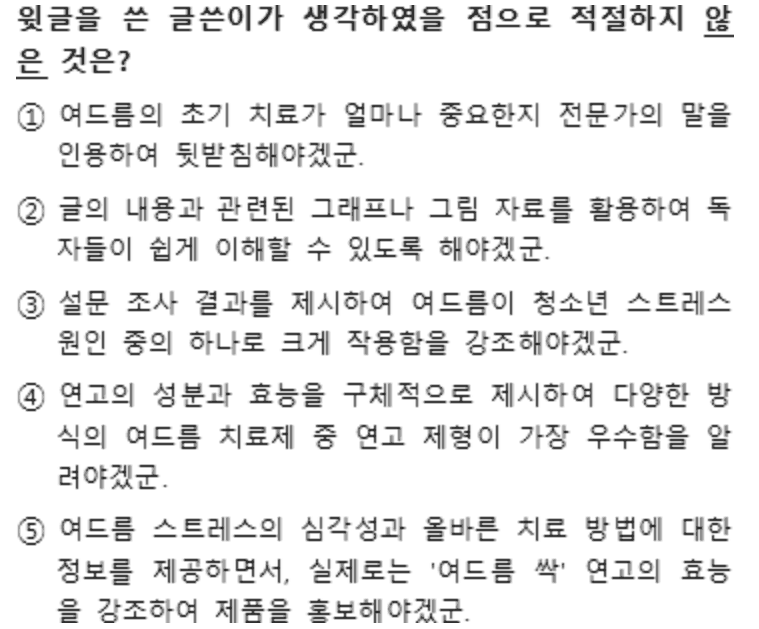 윗글을 쓴 글쓴이가 생각하였을 점으로 적절하지 않
은 것은?
① 여드름의 초기 치료가 얼마나 중요한지 전문가의 말을
인용하여 뒷받침해야겠군.
② 글의 내용과 관련된 그래프나 그림 자료를 활용하여 독
자들이 쉽게 이해할 수 있도록 해야겠군.
③ 설문 조사 결과를 제시하여 여드름이 청소년 스트레스
원인 중의 하나로 크게 작용함을 강조해야겠군.
④ 연고의 성분과 효능을 구체적으로 제시하여 다양한 방
식의 여드름 치료제 중 연고 제형이 가장 우수함을 알
려야겠군.
⑤ 여드름 스트레스의 심각성과 올바른 치료 방법에 대한
정보를 제공하면서, 실제로는 '여드름 싹' 연고의 효능
을 강조하여 제품을 홍보해야겠군.